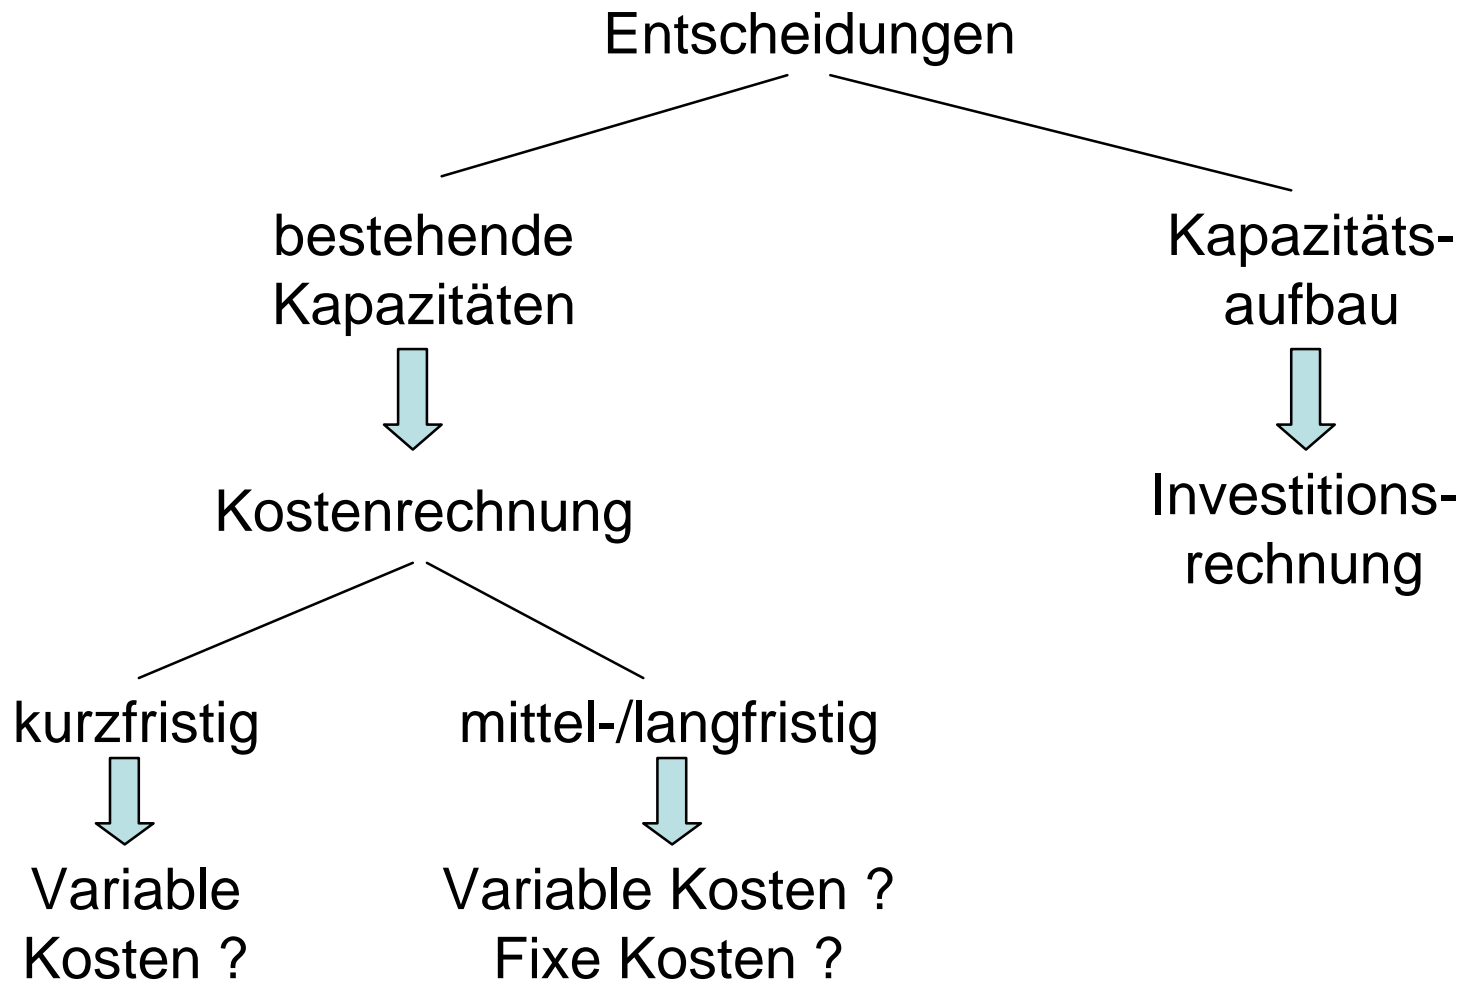 Entscheidungen
bestehende
Kapazitäten
Kapazitäts-
aufbau
Kostenrechnung
Investitions-
rechnung
kurzfristig
mittel-/langfristig
Variable
Kosten ?
Variable Kosten ?
Fixe Kosten ?